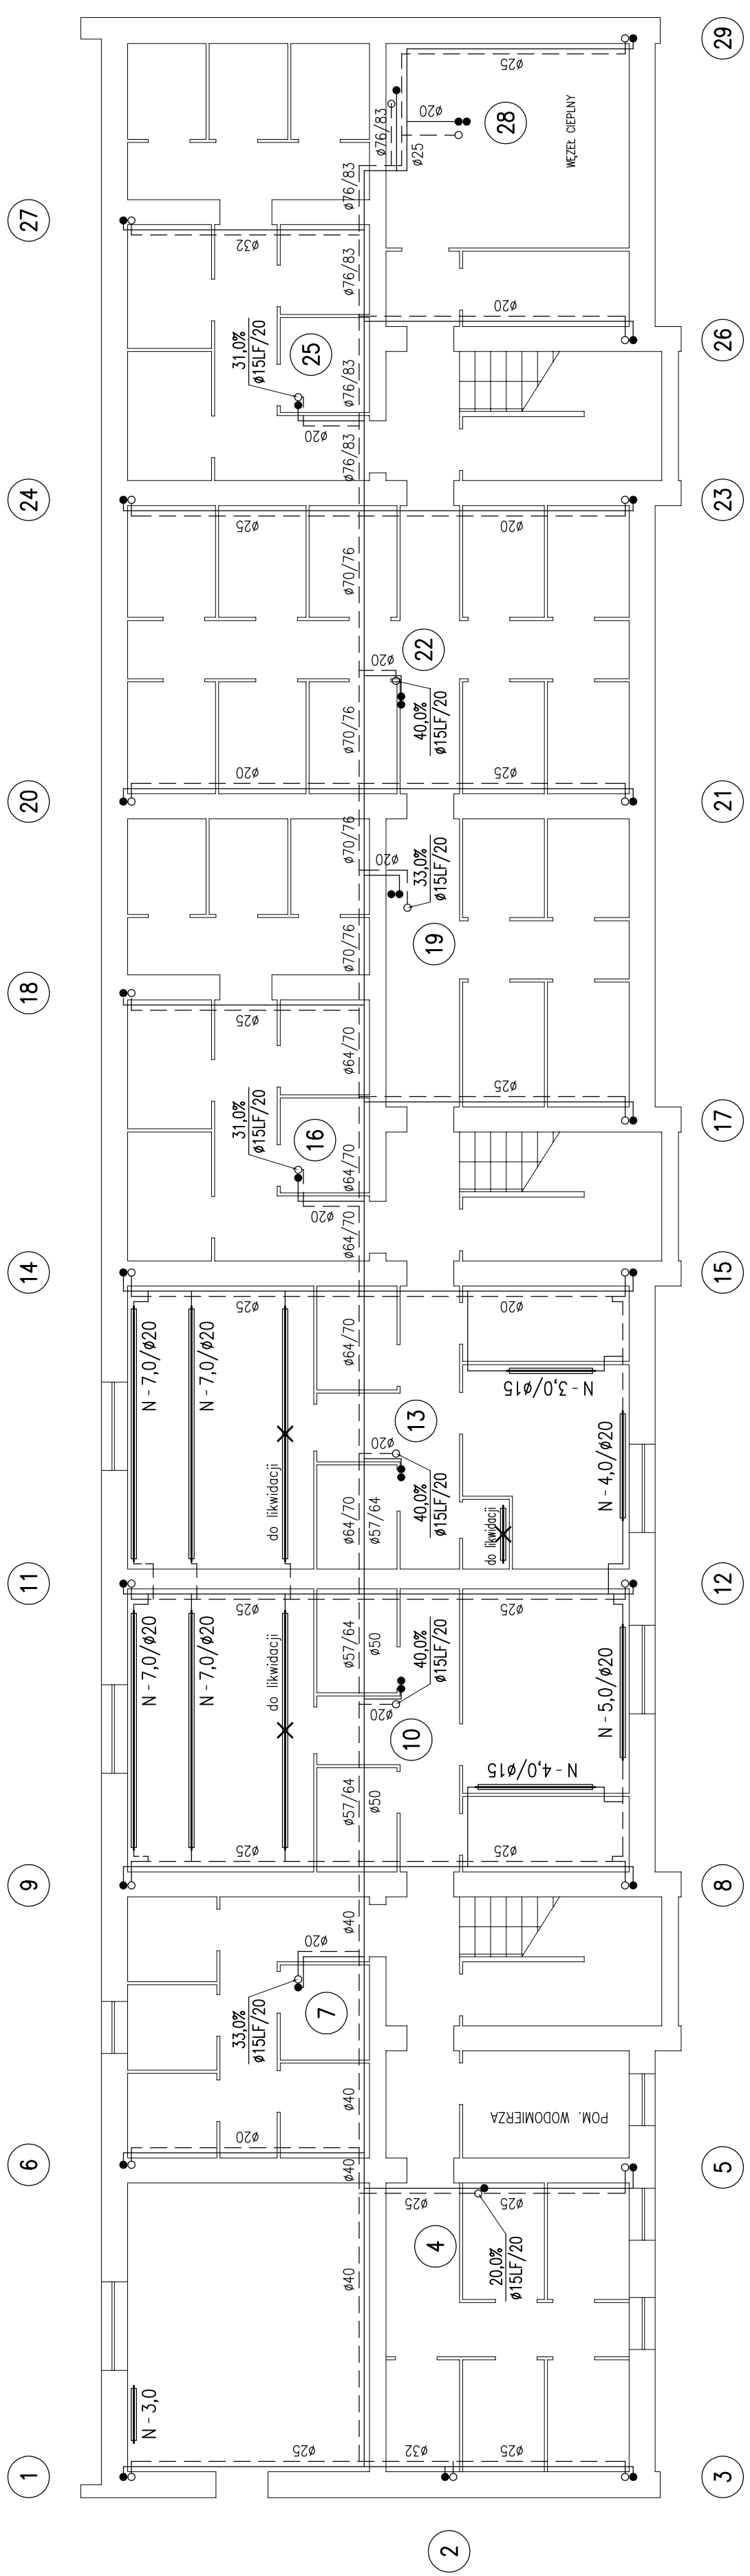 29
ø25
ø20
ø76/83
28
ø25
WĘZEŁ CIEPLNY
ø76/83
27
ø32
ø76/83
ø20
31,0%
ø15LF/20
25
26
ø76/83
ø20
ø76/83
24
23
ø25
ø20
ø70/76
22
ø20
40,0%
ø15LF/20
ø70/76
ø20
ø25
20
21
ø70/76
ø20
33,0%
ø15LF/20
19
ø70/76
18
ø25
ø64/70
ø25
31,0%
ø15LF/20
16
17
ø64/70
ø20
ø64/70
14
15
ø25
ø20
N - 7,0/ø20
N - 7,0/ø20
ø64/70
N - 3,0/ø15
13
ø20
do likwidacji
40,0%
ø15LF/20
N - 4,0/ø20
ø64/70
ø57/64
do likwidacji
11
12
ø25
ø25
N - 7,0/ø20
N - 7,0/ø20
do likwidacji
ø57/64
ø50
40,0%
ø15LF/20
ø20
10
N - 5,0/ø20
N - 4,0/ø15
ø57/64
ø50
ø25
ø25
9
8
ø40
ø20
33,0%
ø15LF/20
7
POM. WODOMIERZA
ø40
ø20
6
5
ø40
ø25
ø25
4
20,0%
ø15LF/20
ø40
N - 3,0
ø25
ø32
ø25
1
3
2